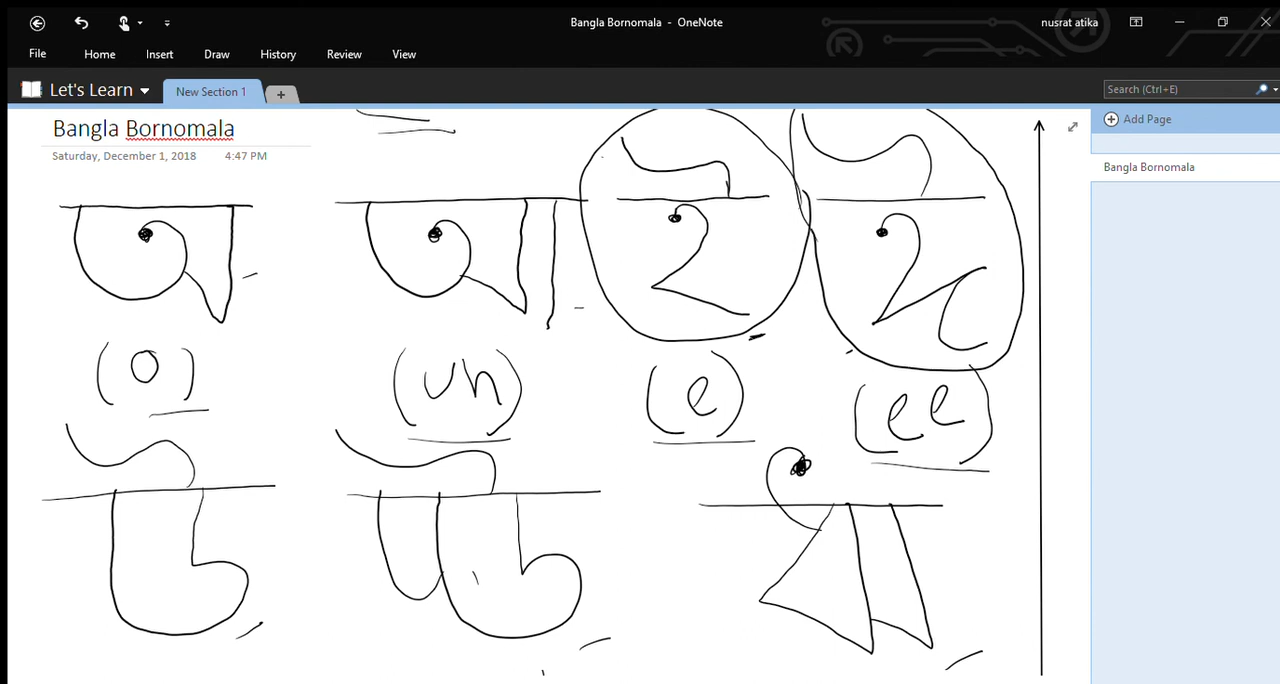 Bangla Bornomala - OneNote
nusrat atika
File Home Insert Draw History Review View
Let's Learn New Section 1
Search (Ctrl+E)
Add Page
Bangla Bornomala
Bangla Bornomala
Saturday, December 1, 2018 4:47 PM
অ আ ই ঈ
(o) (uh) (e) (ee)
উ ঊ ঋ